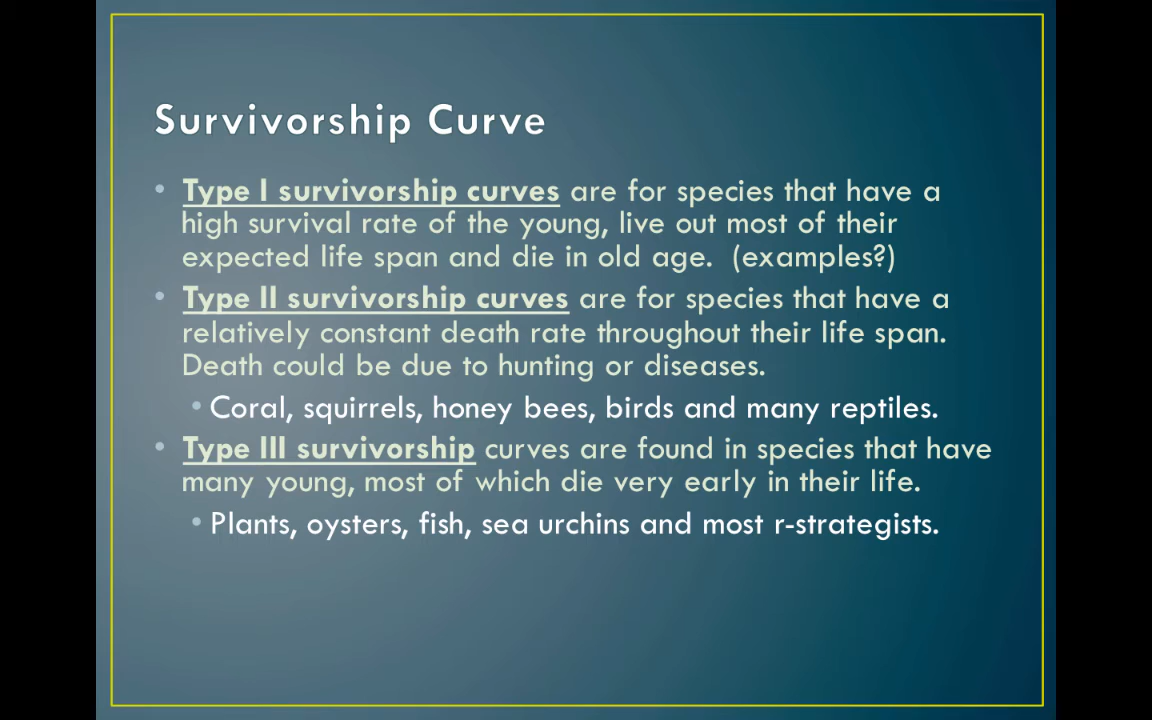 Survivorship Curve
• Type I survivorship curves are for species that have a
high survival rate of the young, live out most of their
expected life span and die in old age. (examples?)
• Type II survivorship curves are for species that have a
relatively constant death rate throughout their life span.
Death could be due to hunting or diseases.
• Coral, squirrels, honey bees, birds and many reptiles.
• Type III survivorship curves are found in species that have
many young, most of which die very early in their life.
• Plants, oysters, fish, sea urchins and most r-strategists.